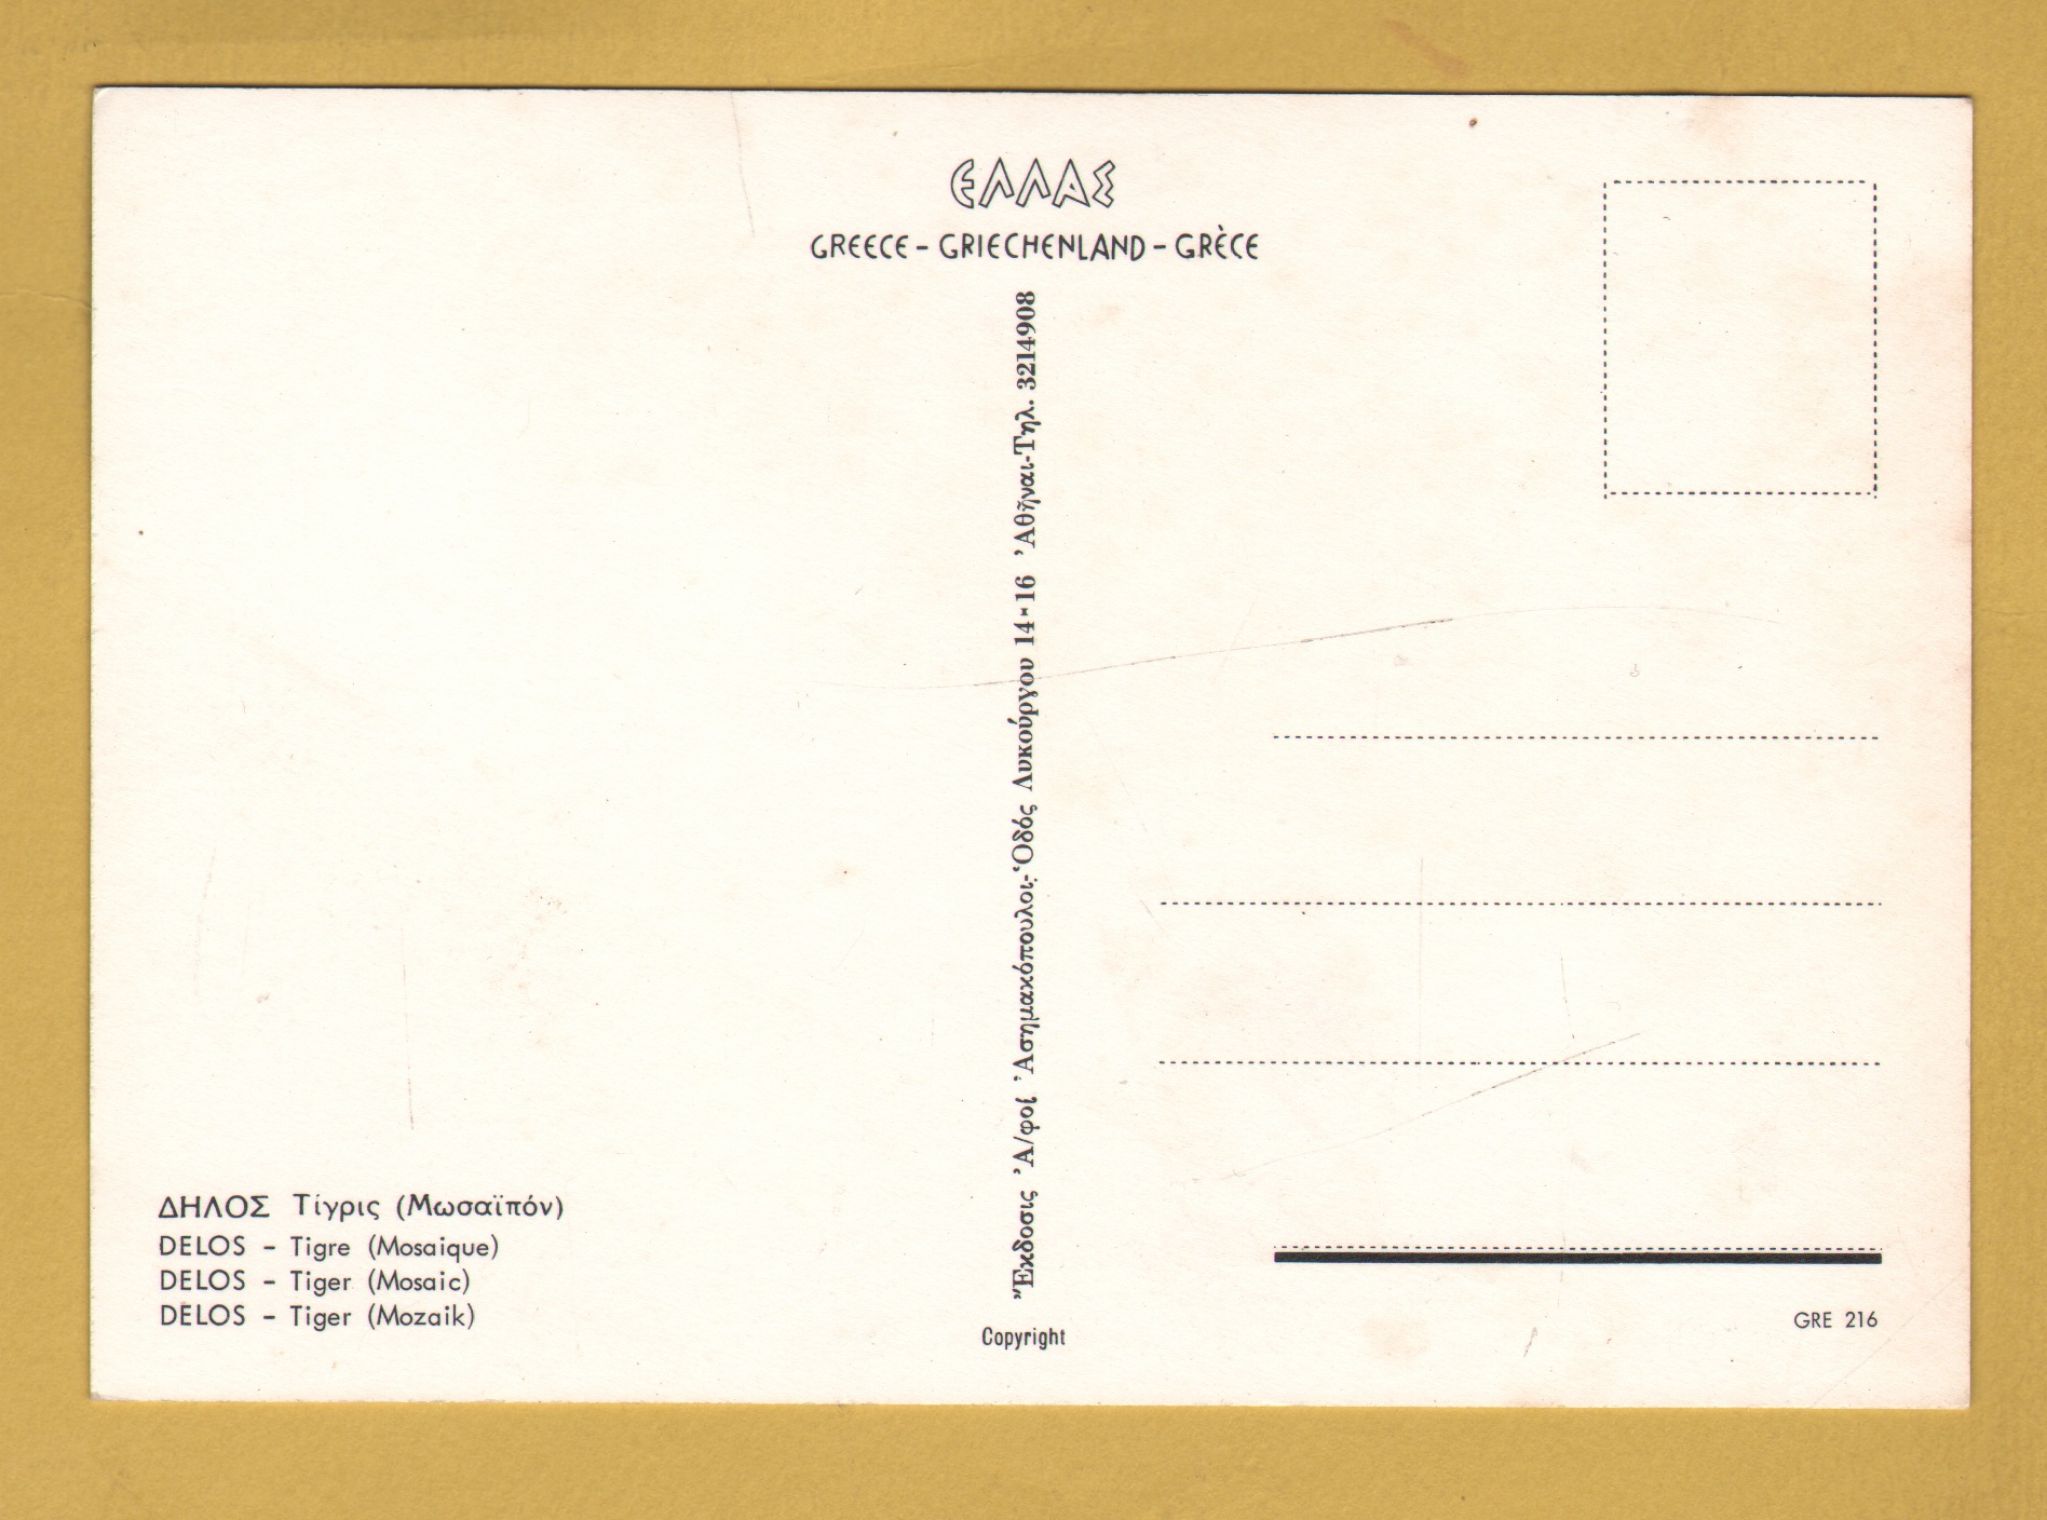 ΕΛΛΑΣ
GREECE - GRIECHENLAND - GRÈCE
Ἔκδοσις Ἀ/φοί Ἀσημακόπουλοι-Ὁδός Λυκούργου 14-16 Ἀθῆναι-Τηλ. 3214908
ΔΗΛΟΣ Τίγρις (Μωσαϊπόν)
DELOS - Tigre (Mosaique)
DELOS - Tiger (Mosaic)
DELOS - Tiger (Mozaik)
Copyright
GRE 216